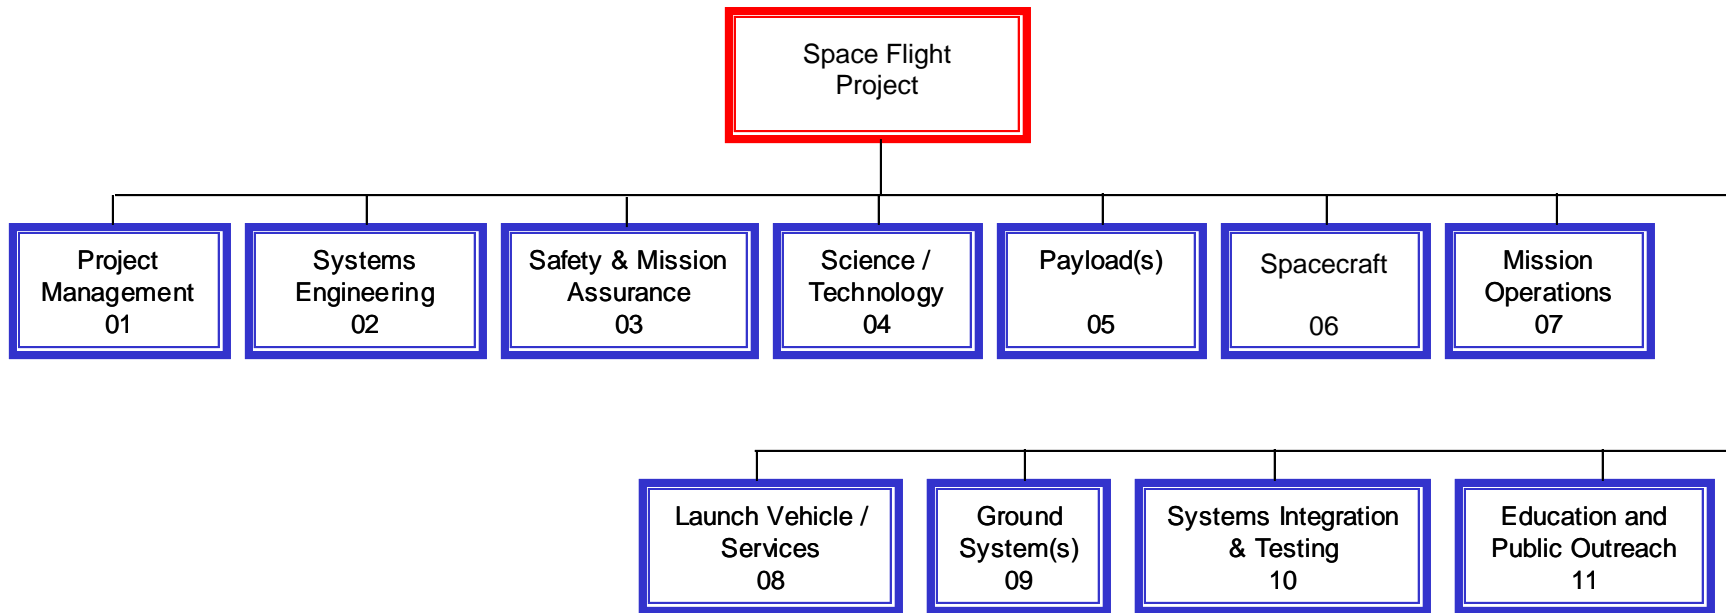 Space Flight
Project
Project
Management
01
Systems
Engineering
02
Safety & Mission
Assurance
03
Science /
Technology
04
Payload(s)
05
Spacecraft
06
Mission
Operations
07
Launch Vehicle /
Services
08
Ground
System(s)
09
Systems Integration
& Testing
10
Education and
Public Outreach
11